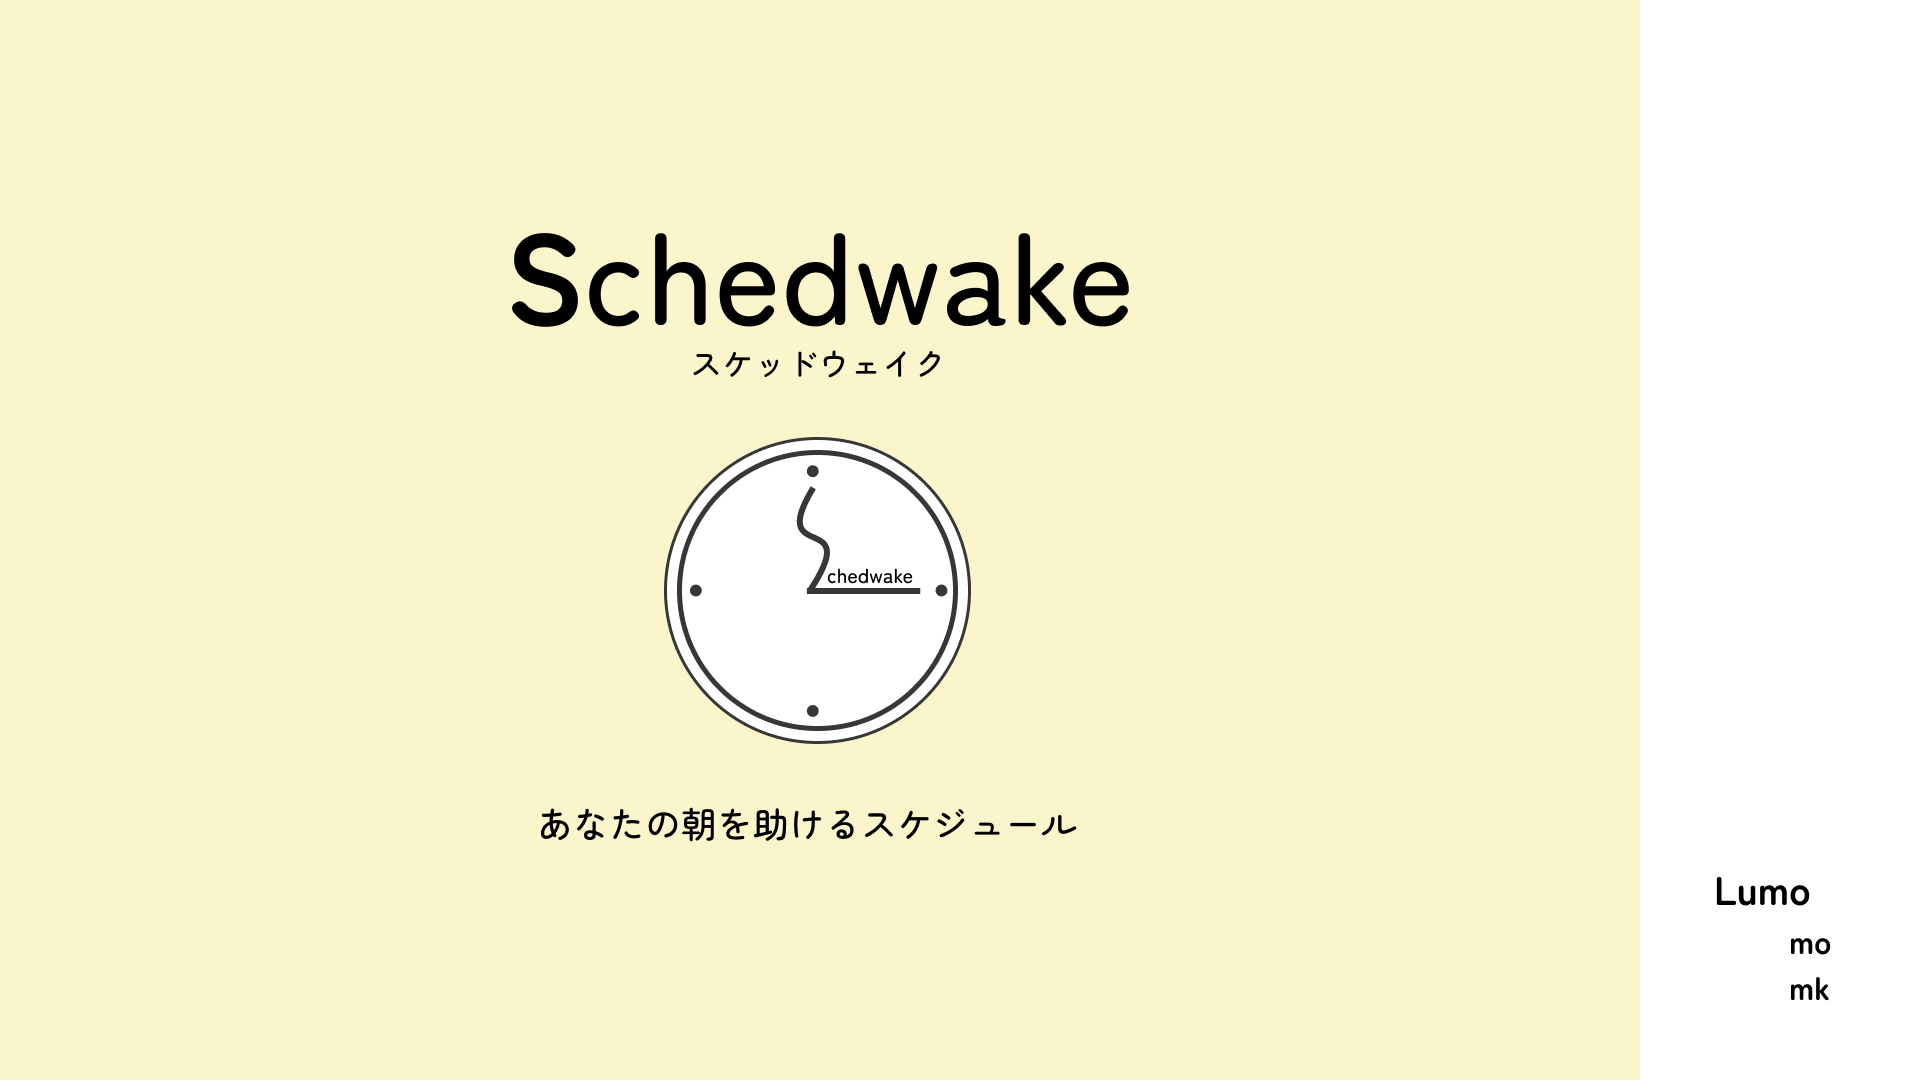 Schedwake
スケッドウェイク
chedwake
あなたの朝を助けるスケジュール
Lumo
mo
mk